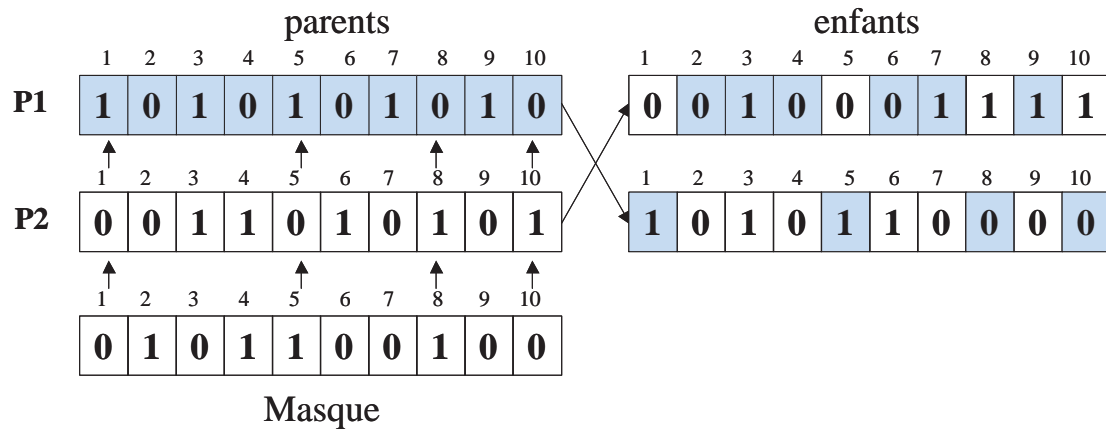 parents enfants
1 2 3 4 5 6 7 8 9 10 1 2 3 4 5 6 7 8 9 10
P1 1 0 1 0 1 0 1 0 1 0 0 0 1 0 0 0 1 1 1 1
1 2 3 4 5 6 7 8 9 10 1 2 3 4 5 6 7 8 9 10
P2 0 0 1 1 0 1 0 1 0 1 1 0 1 0 1 1 0 0 0 0
1 2 3 4 5 6 7 8 9 10
0 1 0 1 1 0 0 1 0 0
Masque